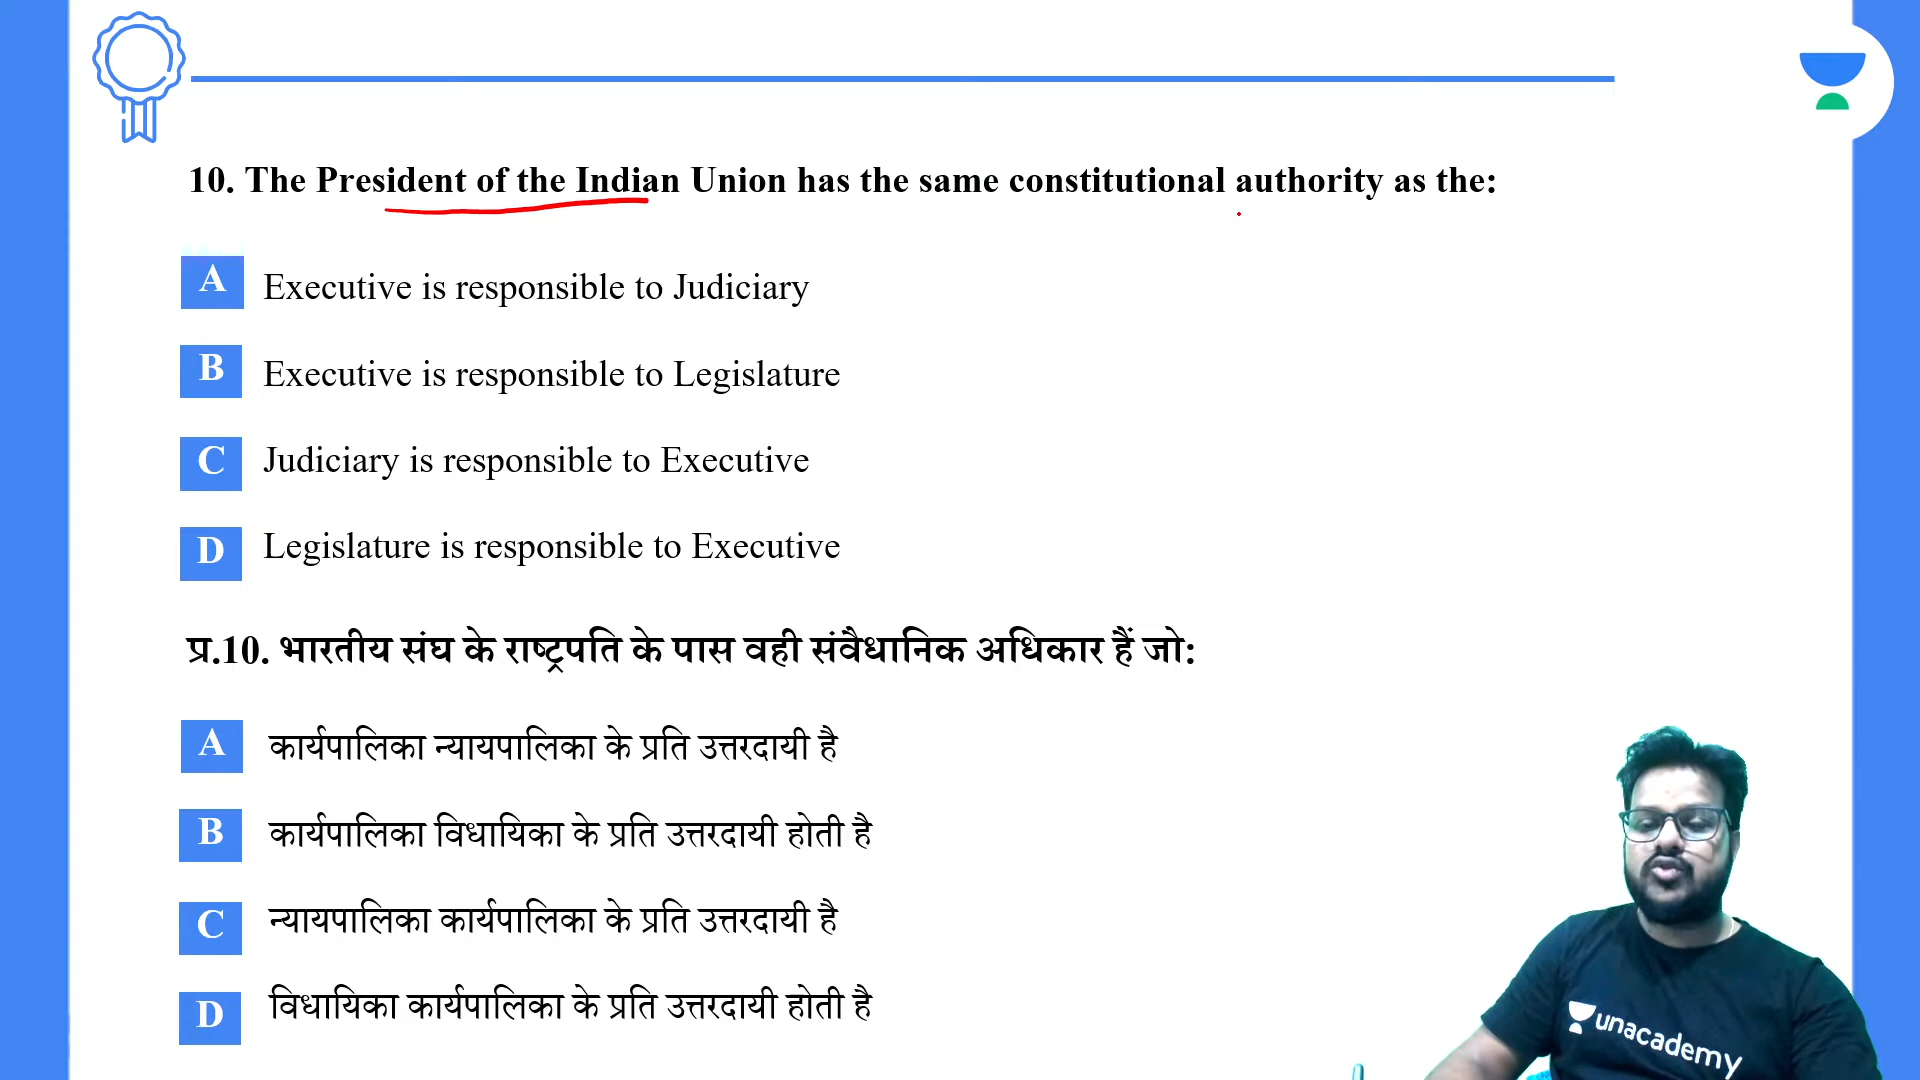 10. The President of the Indian Union has the same constitutional authority as the:
A Executive is responsible to Judiciary
B Executive is responsible to Legislature
C Judiciary is responsible to Executive
D Legislature is responsible to Executive
प्र.10. भारतीय संघ के राष्ट्रपति के पास वही संवैधानिक अधिकार हैं जो:
A कार्यपालिका न्यायपालिका के प्रति उत्तरदायी है
B कार्यपालिका विधायिका के प्रति उत्तरदायी होती है
C न्यायपालिका कार्यपालिका के प्रति उत्तरदायी है
D विधायिका कार्यपालिका के प्रति उत्तरदायी होती है
unacademy